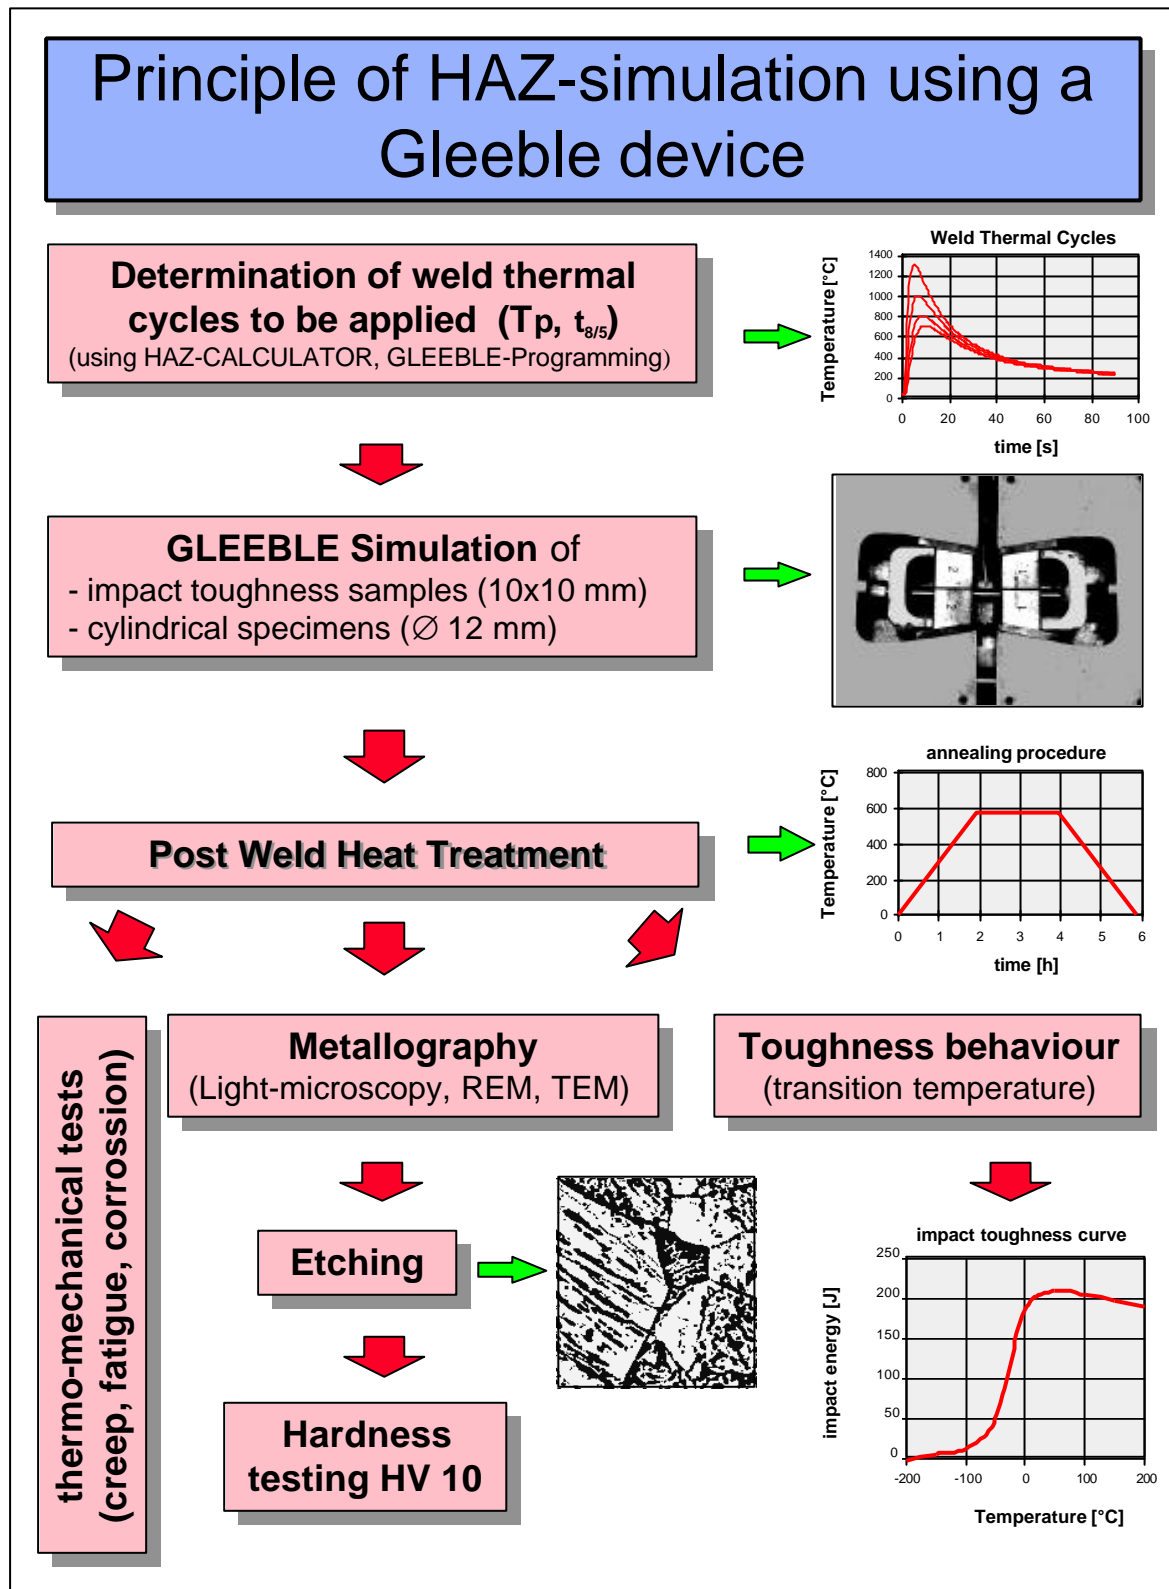 Principle of HAZ-simulation using a
Gleeble device
Determination of weld thermal
cycles to be applied (Tp, t8/5)
(using HAZ-CALCULATOR, GLEEBLE-Programming)
Weld Thermal Cycles
Temperature [°C]
1400
1200
1000
800
600
400
200
0
0 20 40 60 80 100
time [s]
GLEEBLE Simulation of
- impact toughness samples (10x10 mm)
- cylindrical specimens (∅ 12 mm)
Post Weld Heat Treatment
annealing procedure
Temperature [°C]
800
600
400
200
0
0 1 2 3 4 5 6
time [h]
thermo-mechanical tests
(creep, fatigue, corrossion)
Metallography
(Light-microscopy, REM, TEM)
Etching
Hardness
testing HV 10
Toughness behaviour
(transition temperature)
impact toughness curve
impact energy [J]
250
200
150
100
50
0
-200 -100 0 100 200
Temperature [°C]